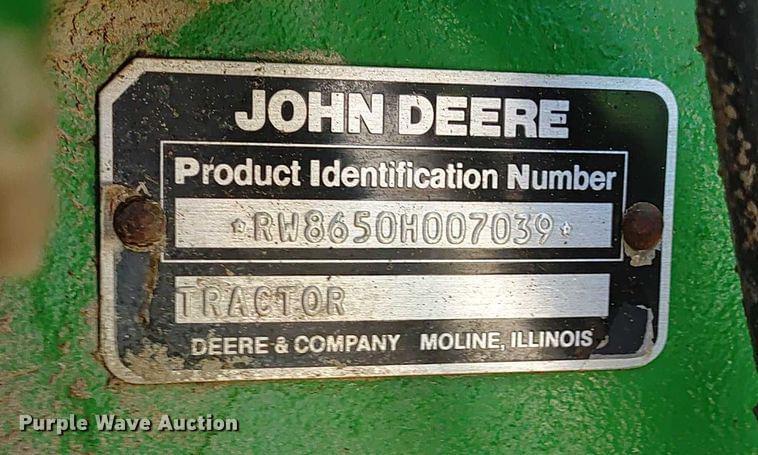 JOHN DEERE
Product Identification Number
*RW8650H007039*
TRACTOR
DEERE & COMPANY MOLINE, ILLINOIS
Purple Wave Auction